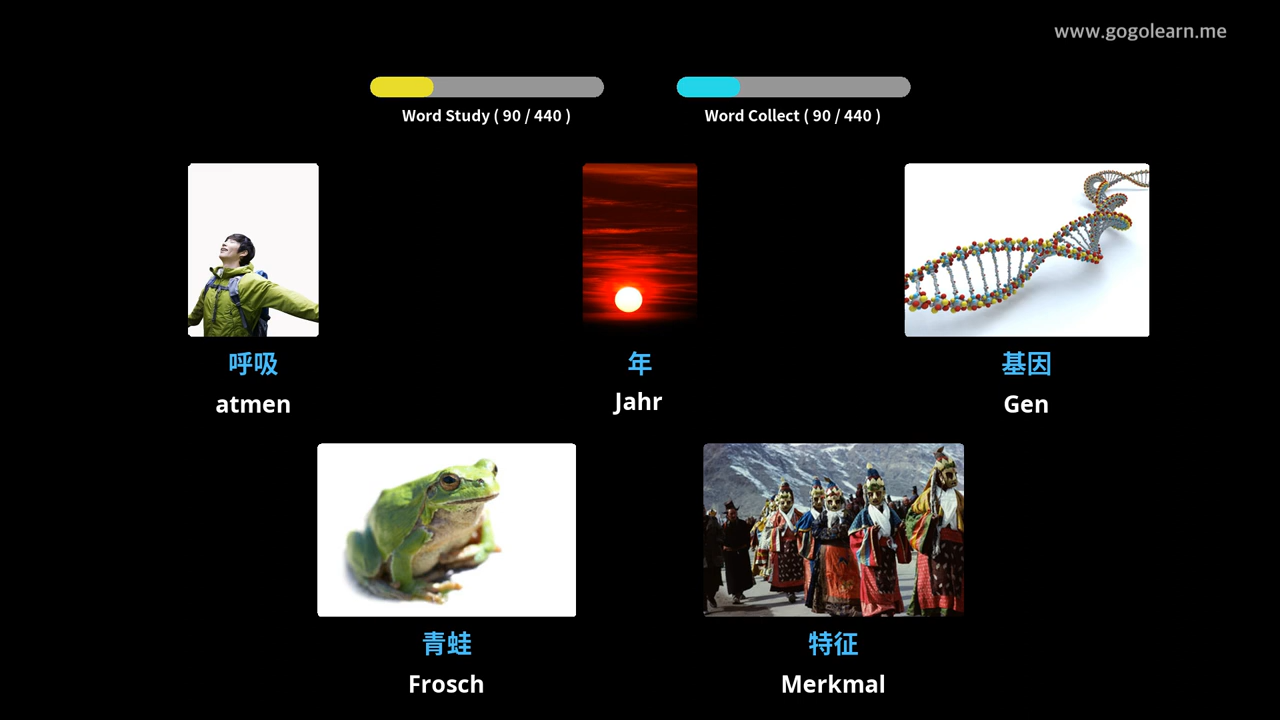 www.gogolearn.me
Word Study ( 90 / 440 )
Word Collect ( 90 / 440 )
呼吸
atmen
年
Jahr
基因
Gen
青蛙
Frosch
特征
Merkmal